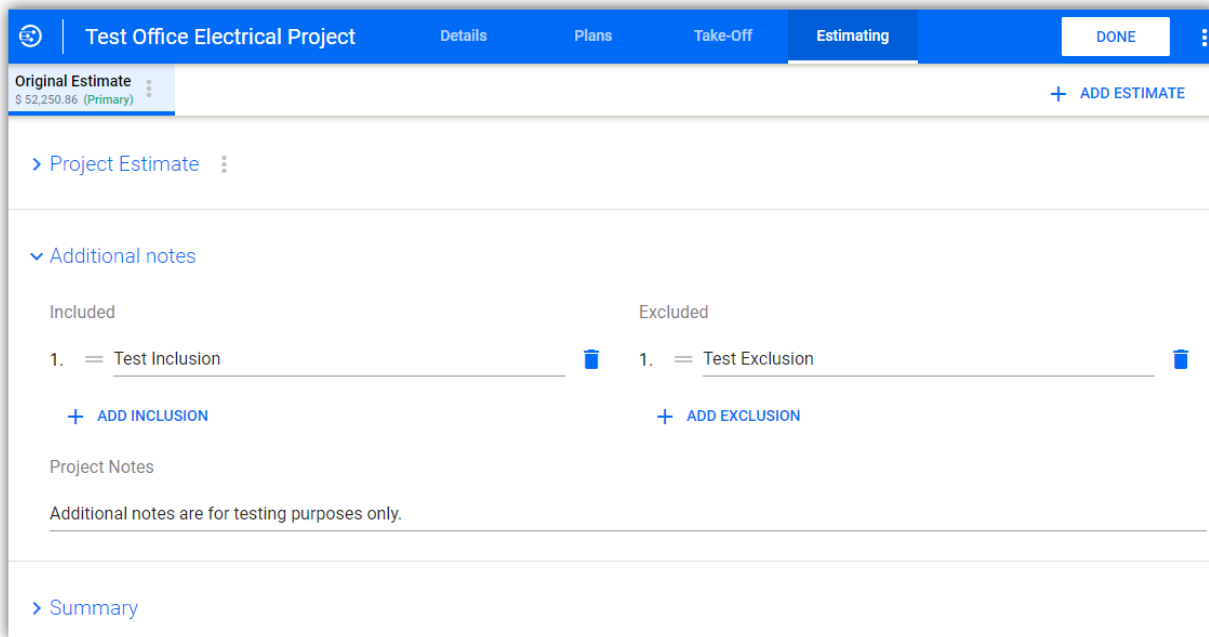 Test Office Electrical Project
Details
Plans
Take-Off
Estimating
DONE
Original Estimate
$ 52,250.86 (Primary)
+ ADD ESTIMATE
Project Estimate
Additional notes
Included
Excluded
1. Test Inclusion
1. Test Exclusion
+ ADD INCLUSION
+ ADD EXCLUSION
Project Notes
Additional notes are for testing purposes only.
Summary